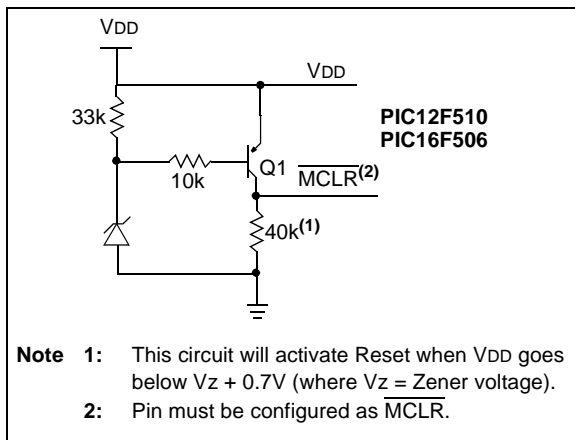 VDD
VDD
33k
PIC12F510
PIC16F506
Q1
MCLR(2)
10k
40k(1)
Note 1: This circuit will activate Reset when VDD goes
below Vz + 0.7V (where Vz = Zener voltage).
2: Pin must be configured as MCLR.